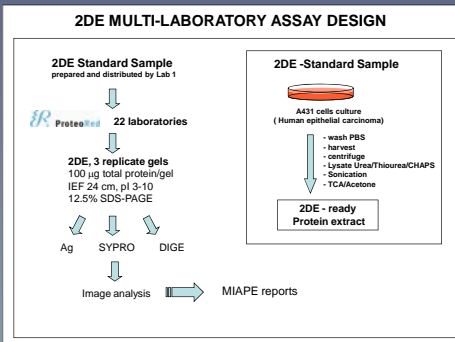 2DE MULTI-LABORATORY ASSAY DESIGN
2DE Standard Sample
prepared and distributed by Lab 1
ProteoRed
22 laboratories
2DE, 3 replicate gels
100 μg total protein/gel
IEF 24 cm, pI 3-10
12.5% SDS-PAGE
Ag SYPRO DIGE
Image analysis
MIAPE reports
2DE -Standard Sample
A431 cells culture
( Human epithelial carcinoma)
- wash PBS
- harvest
- centrifuge
- Lysate Urea/Thiourea/CHAPS
- Sonication
- TCA/Acetone
2DE - ready
Protein extract